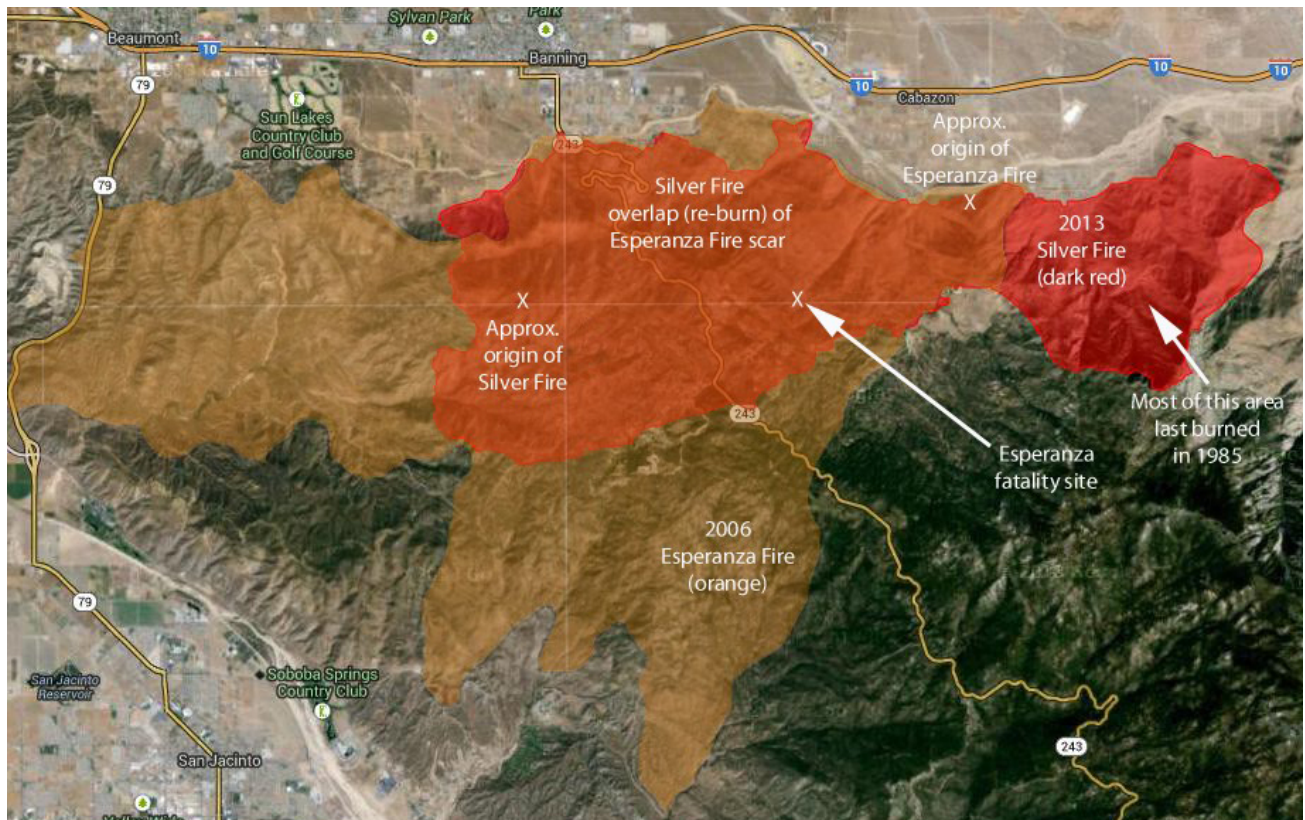 Sylvan Park
Park
Beaumont
10
Banning
10
10
79
10
Cabazon
Sun Lakes
Country Club
and Golf Course
Approx.
origin of
Esperanza Fire
243
79
Silver Fire
overlap (re-burn) of
Esperanza Fire scar
X
2013
Silver Fire
(dark red)
X
X
Approx.
origin of
Silver Fire
243
Most of this area
last burned
in 1985
Esperanza
fatality site
2006
Esperanza Fire
(orange)
79
San Jacinto
Reservoir
Soboba Springs
Country Club
243
San Jacinto